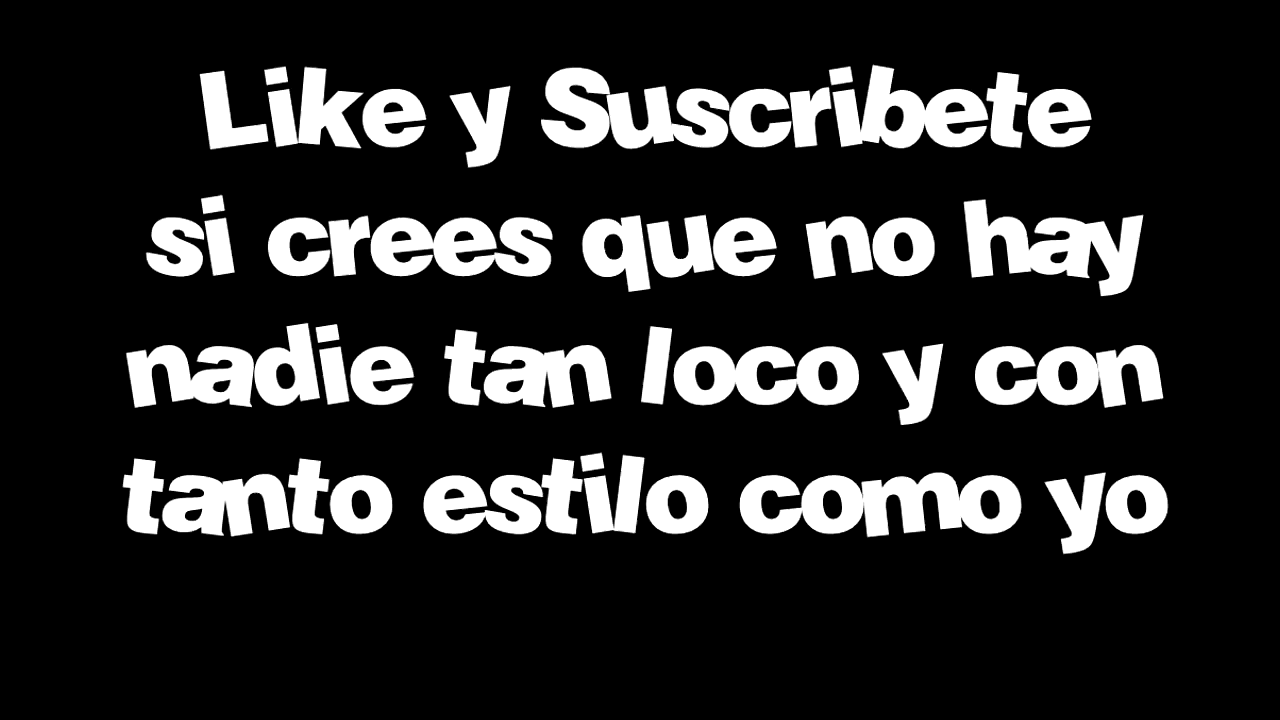 Like y Suscribete
si crees que no hay
nadie tan loco y con
tanto estilo como yo